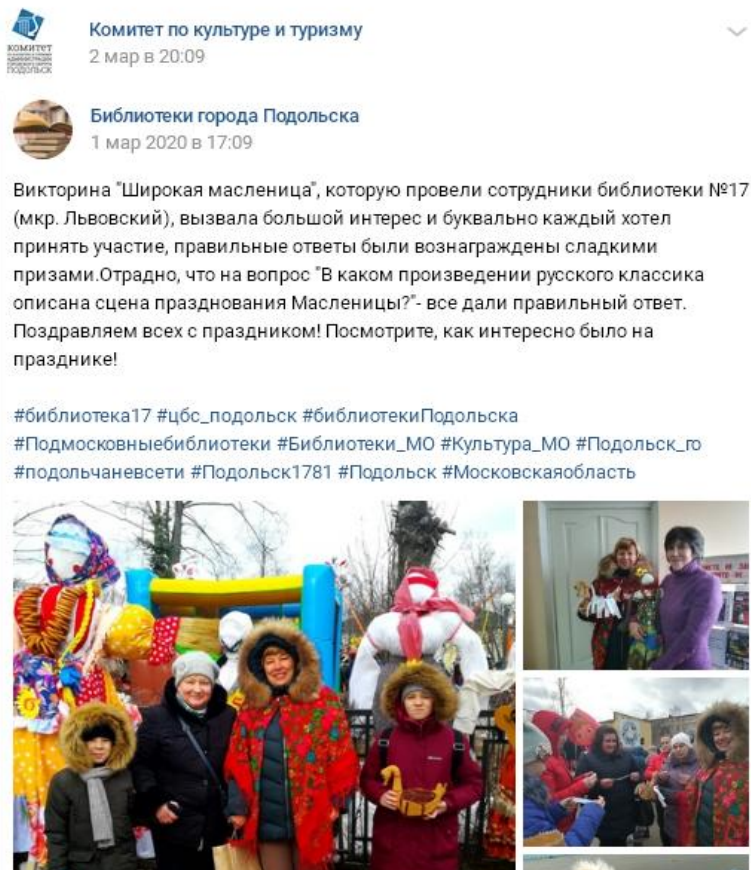 Комитет по культуре и туризму
2 мар в 20:09
КОМИТЕТ
ПОДОЛЬСК
Библиотеки города Подольска
1 мар 2020 в 17:09
Викторина "Широкая масленица", которую провели сотрудники библиотеки №17
(мкр. Львовский), вызвала большой интерес и буквально каждый хотел
принять участие, правильные ответы были вознаграждены сладкими
призами.Отрадно, что на вопрос "В каком произведении русского классика
описана сцена празднования Масленицы?"- все дали правильный ответ.
Поздравляем всех с праздником! Посмотрите, как интересно было на
празднике!
#библиотека17 #цбс_подольск #библиотекиПодольска
#Подмосковныебиблиотеки #Библиотеки_МО #Культура_МО #Подольск_го
#подольчаневсети #Подольск1781 #Подольск #Московскаяобласть